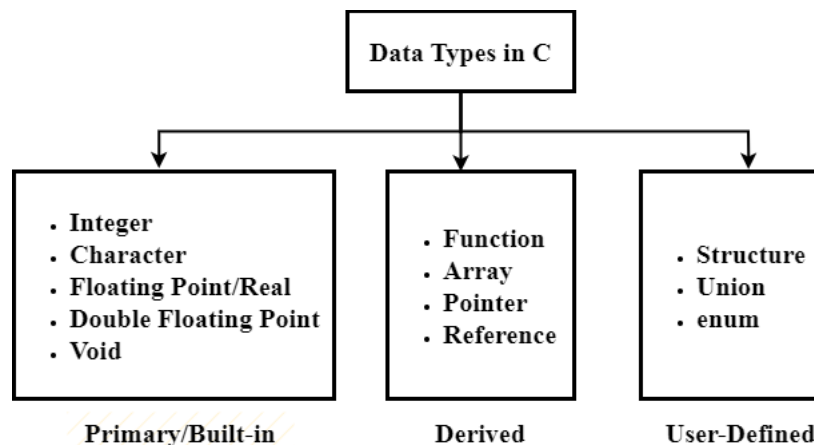 Data Types in C
Integer
Character
Floating Point/Real
Double Floating Point
Void
Function
Array
Pointer
Reference
Structure
Union
enum
Primary/Built-in
Derived
User-Defined